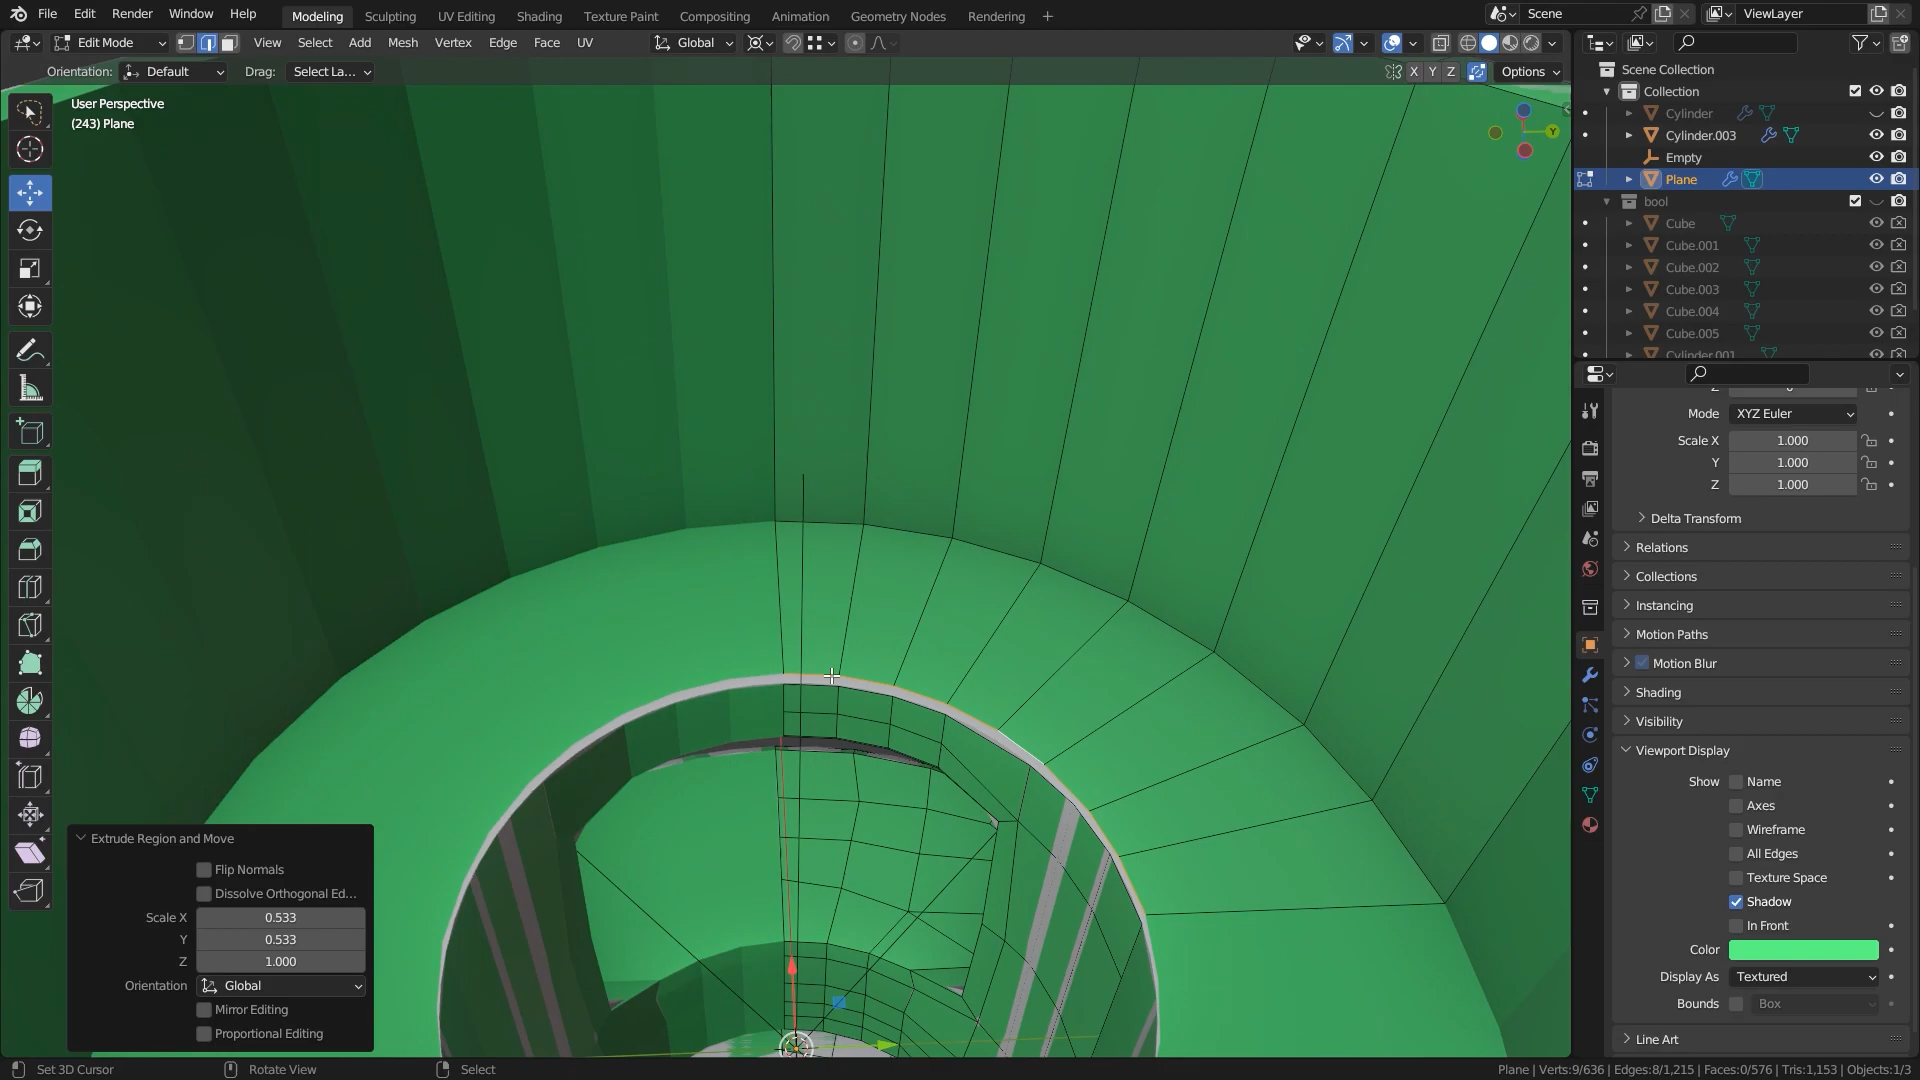 File Edit Render Window Help Modeling Sculpting UV Editing Shading Texture Paint Compositing Animation Geometry Nodes Rendering + Scene ViewLayer
Edit Mode View Select Add Mesh Vertex Edge Face UV Global
Orientation: Default Drag: Select La... X Y Z Options
User Perspective
(243) Plane
Y
Scene Collection
Collection
Cylinder
Cylinder.003
Empty
Plane
bool
Cube
Cube.001
Cube.002
Cube.003
Cube.004
Cube.005
Cylinder.001
Mode XYZ Euler
Scale X 1.000
Y 1.000
Z 1.000
Delta Transform
Relations
Collections
Instancing
Motion Paths
Motion Blur
Shading
Visibility
Viewport Display
Show Name
Axes
Wireframe
All Edges
Texture Space
Shadow
In Front
Color
Display As Textured
Bounds Box
Line Art
Extrude Region and Move
Flip Normals
Dissolve Orthogonal Ed...
Scale X 0.533
Y 0.533
Z 1.000
Orientation Global
Mirror Editing
Proportional Editing
Set 3D Cursor Rotate View Select Plane | Verts:9/636 | Edges:8/1,215 | Faces:0/576 | Tris:1,153 | Objects:1/3